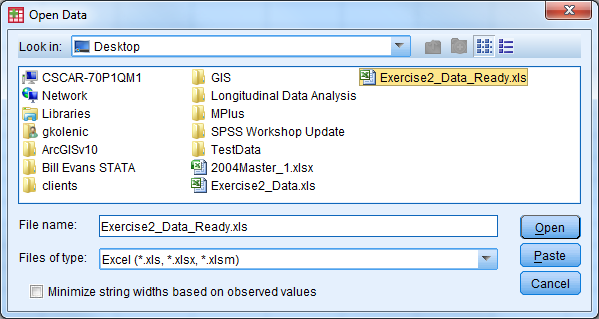 Open Data
Look in: Desktop
CSCAR-70P1QM1
Network
Libraries
gkolenic
ArcGISv10
Bill Evans STATA
clients
GIS
Longitudinal Data Analysis
MPlus
SPSS Workshop Update
TestData
2004Master_1.xlsx
Exercise2_Data.xls
Exercise2_Data_Ready.xls
File name: Exercise2_Data_Ready.xls
Open
Files of type: Excel (*.xls, *.xlsx, *.xlsm)
Paste
Minimize string widths based on observed values
Cancel